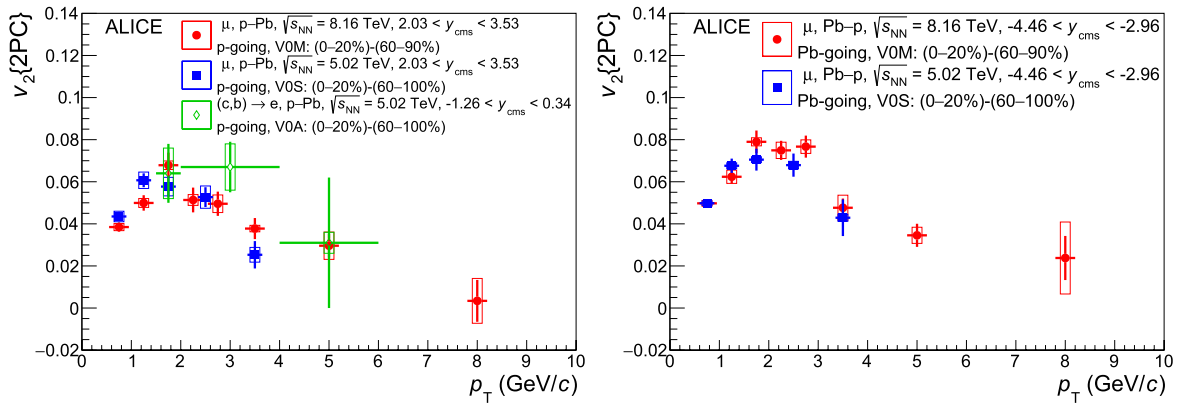 ALICE
μ, p–Pb, √sNN = 8.16 TeV, 2.03 < ycms < 3.53
p-going, V0M: (0–20%)-(60–90%)
μ, p–Pb, √sNN = 5.02 TeV, 2.03 < ycms < 3.53
p-going, V0S: (0–20%)-(60–100%)
(c,b) → e, p–Pb, √sNN = 5.02 TeV, -1.26 < ycms < 0.34
p-going, V0A: (0–20%)-(60–100%)
v2{2PC}
0.14
0.12
0.1
0.08
0.06
0.04
0.02
0
−0.02
0 1 2 3 4 5 6 7 8 9 10
pT (GeV/c)
ALICE
μ, Pb–p, √sNN = 8.16 TeV, -4.46 < ycms < -2.96
Pb-going, V0M: (0–20%)-(60–90%)
μ, Pb–p, √sNN = 5.02 TeV, -4.46 < ycms < -2.96
Pb-going, V0S: (0–20%)-(60–100%)
v2{2PC}
0.14
0.12
0.1
0.08
0.06
0.04
0.02
0
−0.02
0 1 2 3 4 5 6 7 8 9 10
pT (GeV/c)